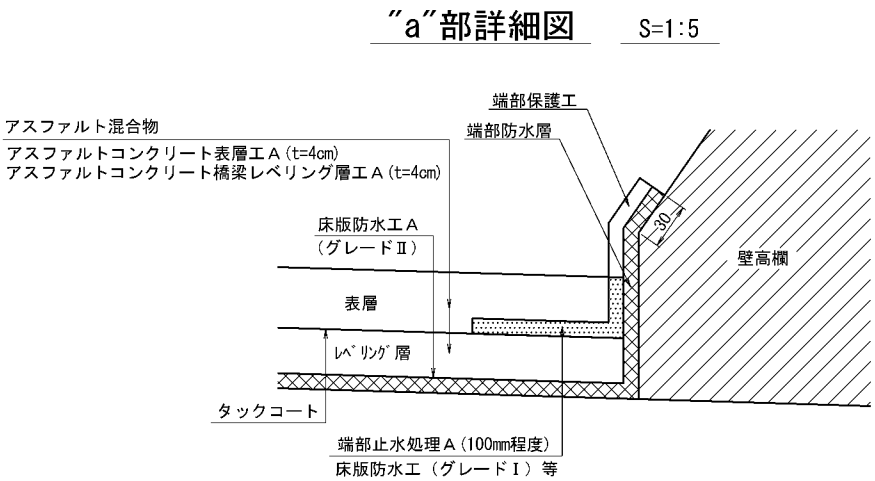 "a"部詳細図 S=1:5
端部保護工
アスファルト混合物
端部防水層
アスファルトコンクリート表層工A(t=4cm)
アスファルトコンクリート橋梁レベリング層工A(t=4cm)
床版防水工A
(グレードⅡ)
30
壁高欄
表層
レベリング層
タックコート
端部止水処理A(100mm程度)
床版防水工(グレードⅠ)等